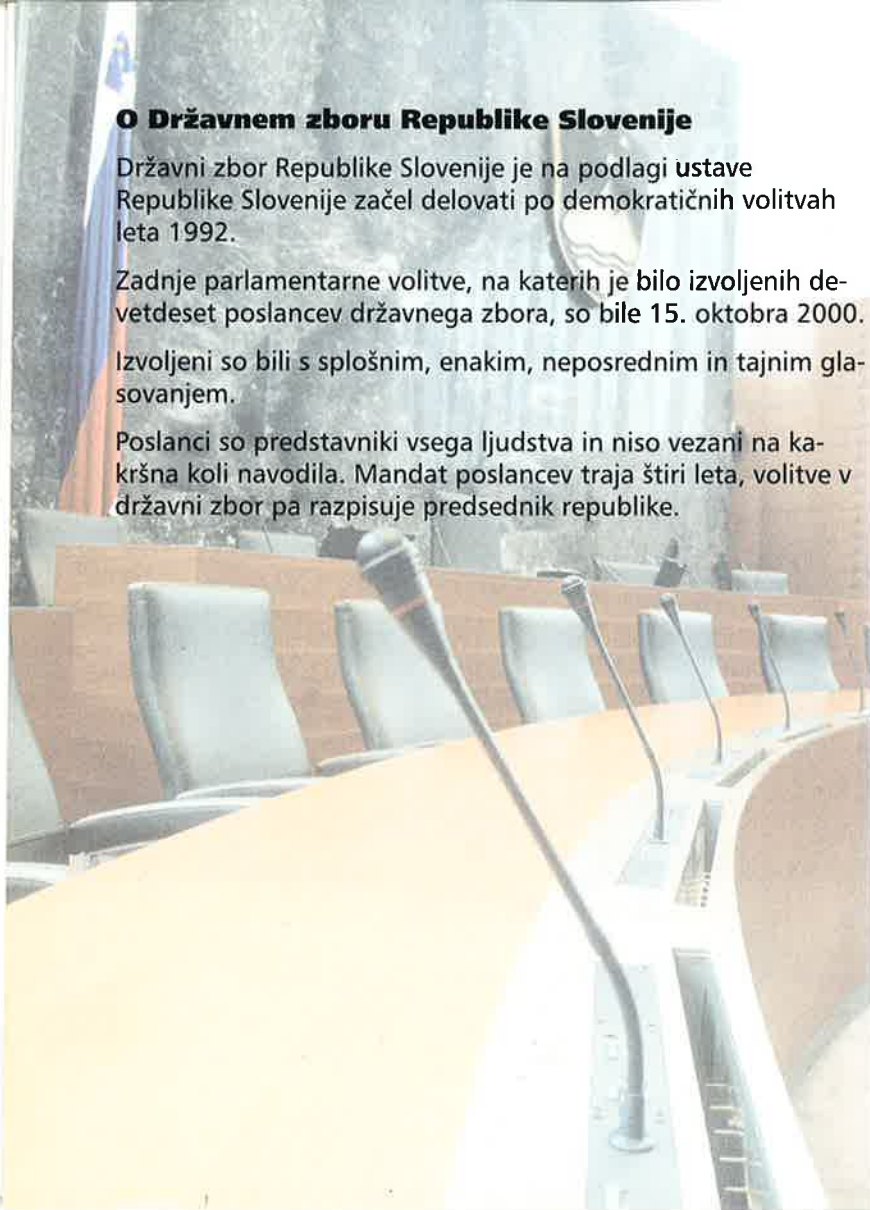 O Državnem zboru Republike Slovenije
Državni zbor Republike Slovenije je na podlagi ustave
Republike Slovenije začel delovati po demokratičnih volitvah
leta 1992.
Zadnje parlamentarne volitve, na katerih je bilo izvoljenih de-
vetdeset poslancev državnega zbora, so bile 15. oktobra 2000.
Izvoljeni so bili s splošnim, enakim, neposrednim in tajnim gla-
sovanjem.
Poslanci so predstavniki vsega ljudstva in niso vezani na ka-
kršna koli navodila. Mandat poslancev traja štiri leta, volitve v
državni zbor pa razpisuje predsednik republike.